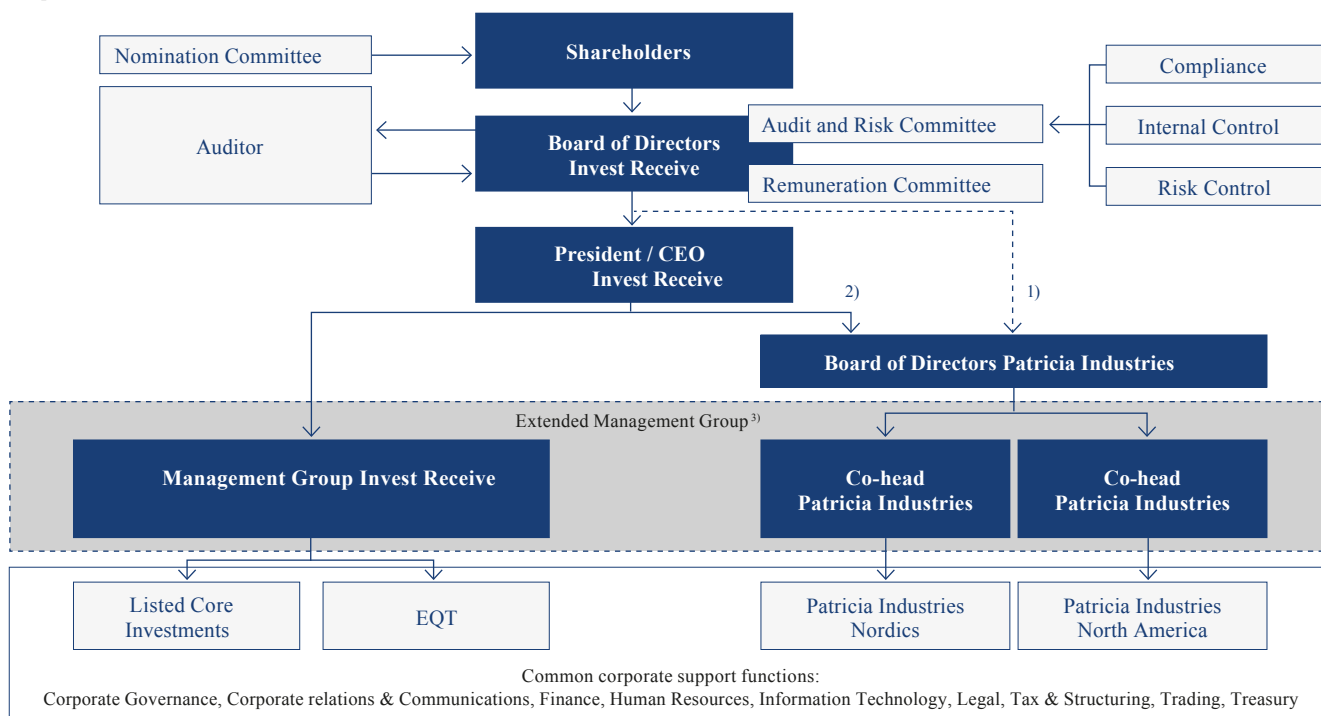 Nomination Committee
Shareholders
Compliance
Auditor
Board of Directors
Invest Receive
Audit and Risk Committee
Internal Control
Remuneration Committee
Risk Control
President / CEO
Invest Receive
2)
1)
Board of Directors Patricia Industries
Extended Management Group 3)
Management Group Invest Receive
Co-head
Patricia Industries
Co-head
Patricia Industries
Listed Core
Investments
EQT
Patricia Industries
Nordics
Patricia Industries
North America
Common corporate support functions:
Corporate Governance, Corporate relations & Communications, Finance, Human Resources, Information Technology, Legal, Tax & Structuring, Trading, Treasury